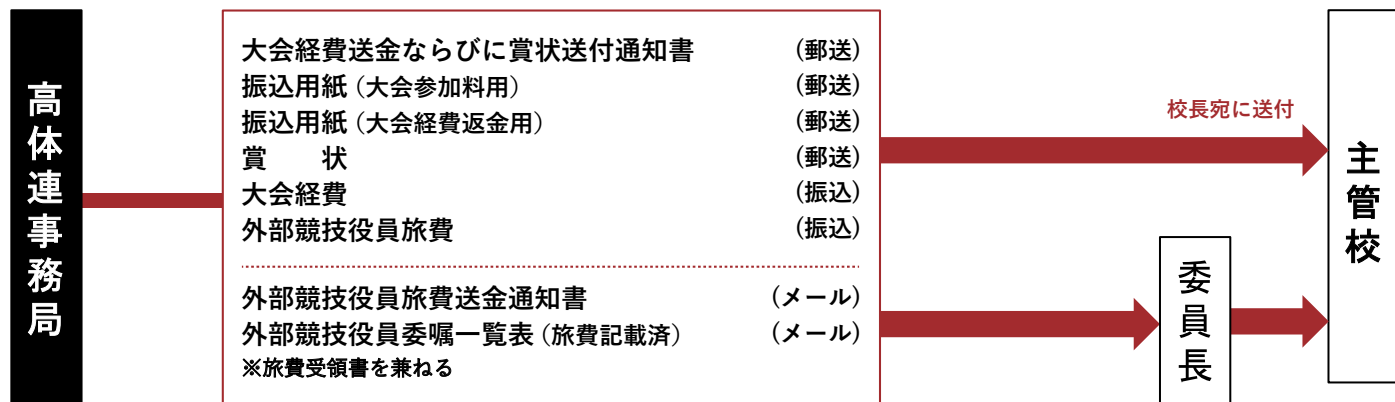 高体連事務局
大会経費送金ならびに賞状送付通知書 (郵送)
振込用紙（大会参加料用） (郵送)
振込用紙（大会経費返金用） (郵送)
賞　　状 (郵送)
大会経費 (振込)
外部競技役員旅費 (振込)
外部競技役員旅費送金通知書 (メール)
外部競技役員委嘱一覧表（旅費記載済） (メール)
※旅費受領書を兼ねる
校長宛に送付
委員長
主管校